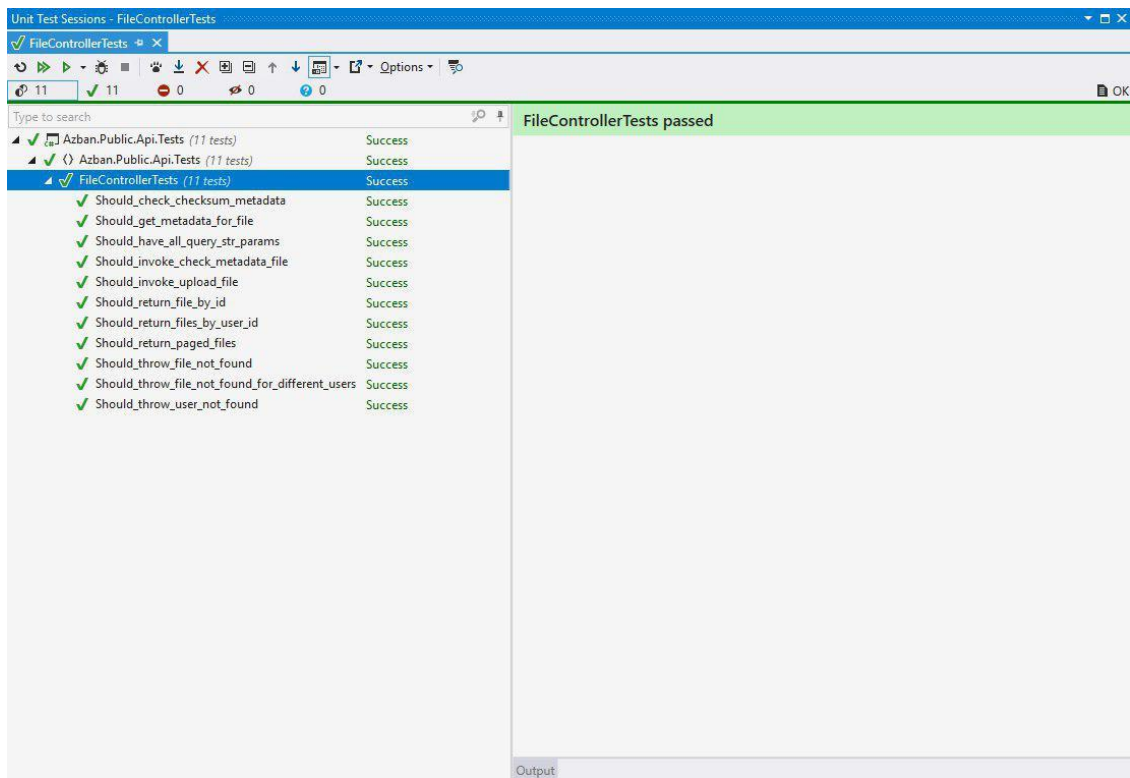 Unit Test Sessions - FileControllerTests
FileControllerTests
Options
11 11 0 0 0 OK
Type to search
FileControllerTests passed
Azban.Public.Api.Tests (11 tests) Success
Azban.Public.Api.Tests (11 tests) Success
FileControllerTests (11 tests) Success
Should_check_checksum_metadata Success
Should_get_metadata_for_file Success
Should_have_all_query_str_params Success
Should_invoke_check_metadata_file Success
Should_invoke_upload_file Success
Should_return_file_by_id Success
Should_return_files_by_user_id Success
Should_return_paged_files Success
Should_throw_file_not_found Success
Should_throw_file_not_found_for_different_users Success
Should_throw_user_not_found Success
Output